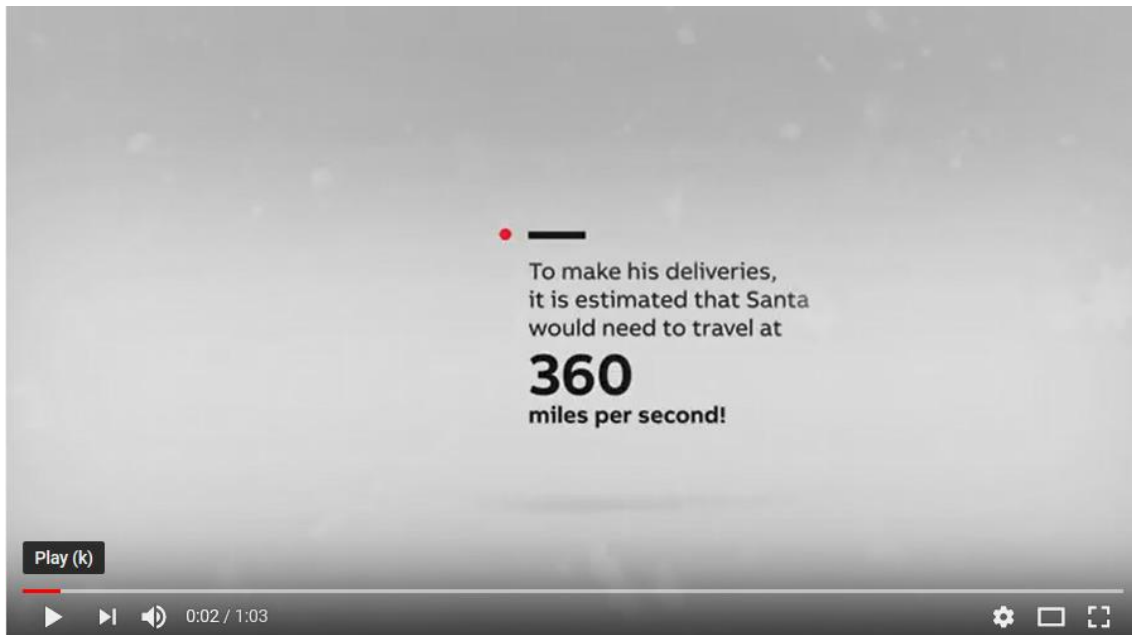 To make his deliveries,
it is estimated that Santa
would need to travel at
360
miles per second!
Play (k)
0:02 / 1:03